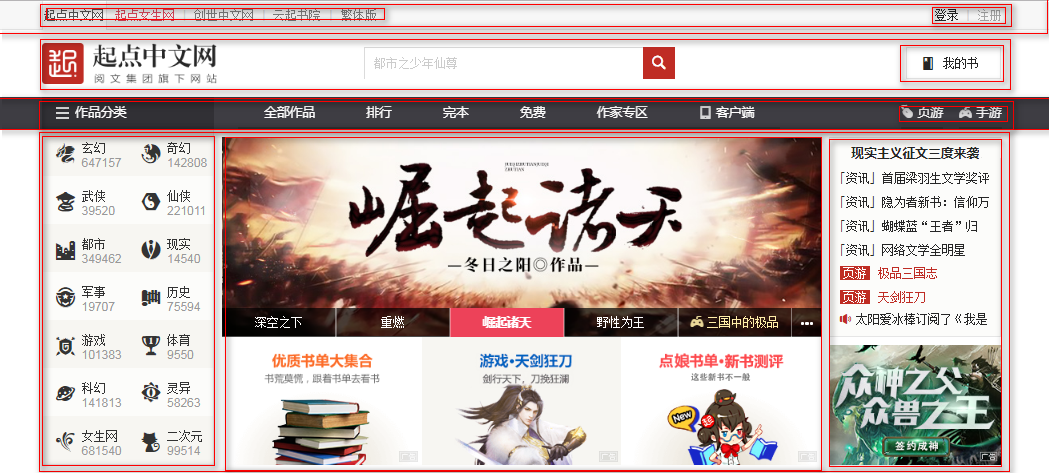 起点中文网 | 起点女生网 | 创世中文网 | 云起书院 | 繁体版 登录 | 注册
起点中文网
阅文集团旗下网站
都市之少年仙尊
我的书
作品分类 全部作品 排行 完本 免费 作家专区 客户端 页游 手游
玄幻 奇幻
647157 142808
武侠 仙侠
39520 221011
都市 现实
349462 14540
军事 历史
19707 75594
游戏 体育
101383 9550
科幻 灵异
141813 58263
女生网 二次元
681540 99514
崛起诸天
—冬日之阳◎作品—
深空之下 重燃 崛起诸天 野性为王 三国中的极品 •••
优质书单大集合
书荒莫慌,跟着书单去看书
广告
游戏·天剑狂刀
剑行天下,刀挽狂澜
广告
点娘书单·新书测评
这些新书不一般
New
起
广告
现实主义征文三度来袭
「资讯」首届梁羽生文学奖评
「资讯」隐为者新书:信仰万
「资讯」蝴蝶蓝“王者”归
「资讯」网络文学全明星
页游 极品三国志
页游 天剑狂刀
太阳爱冰棒订阅了《我是
众神之父
众兽之王
签约成神
广告